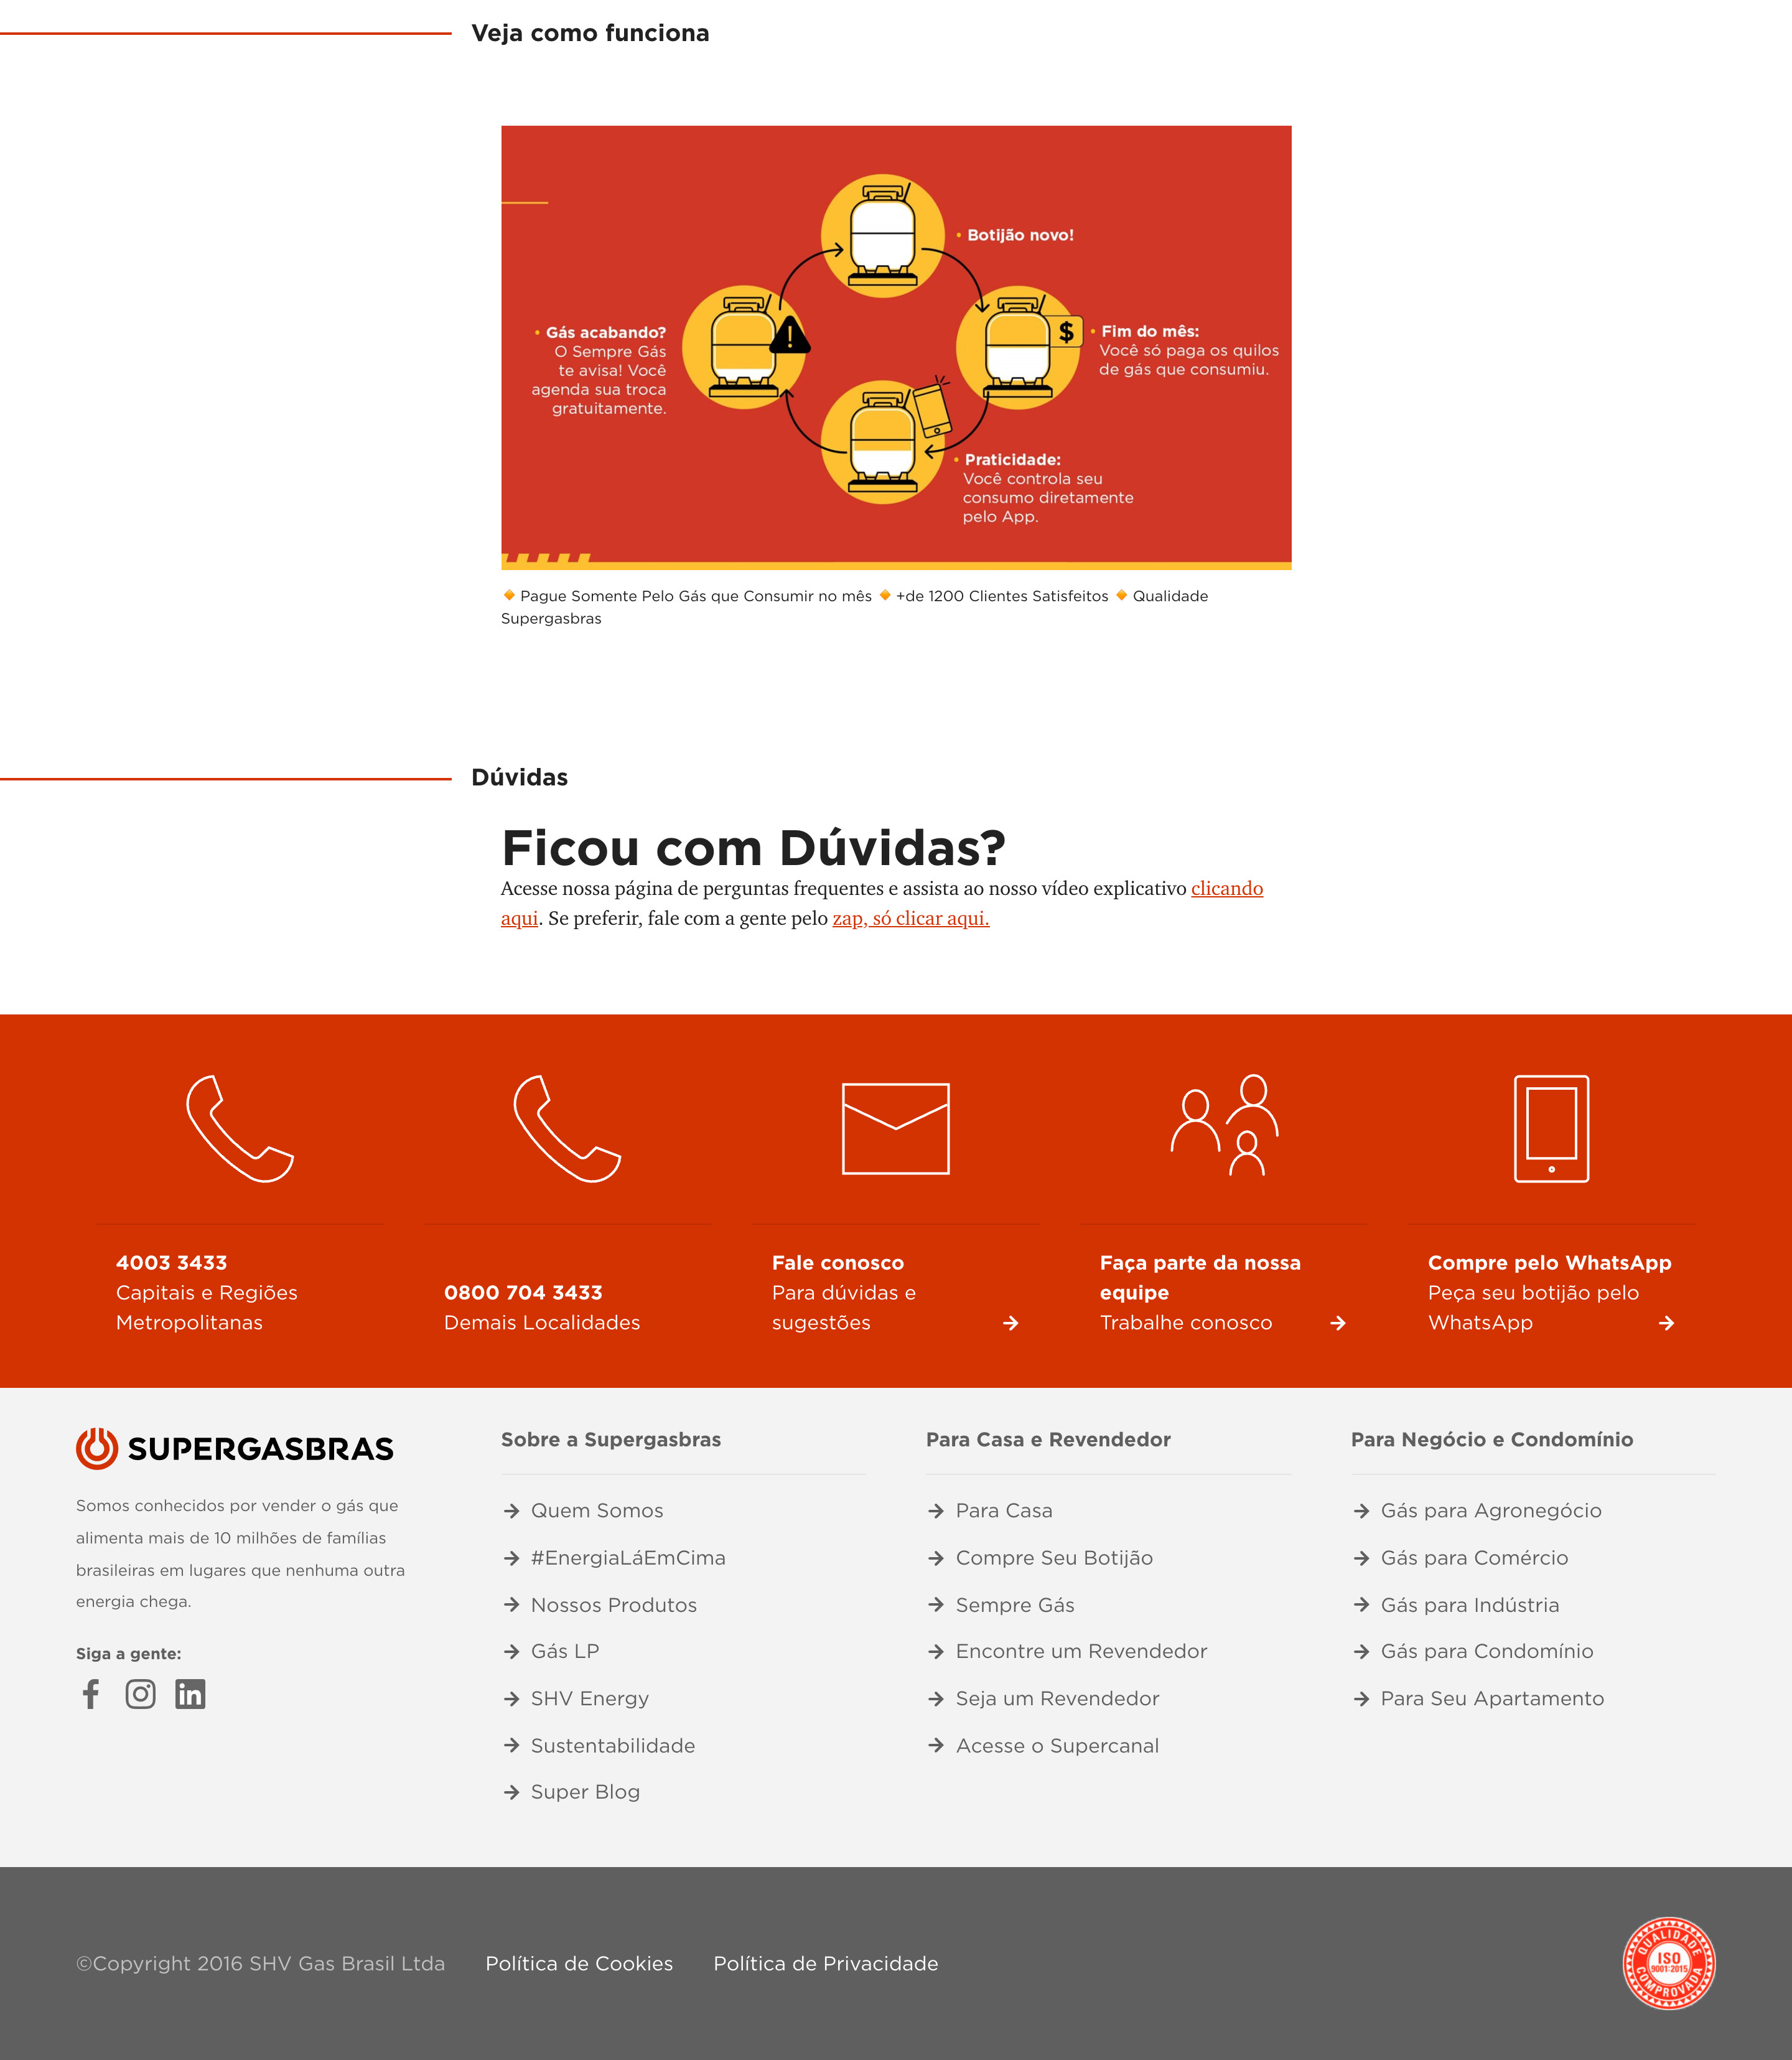 Veja como funciona
• Botijão novo!
$
• Fim do mês:
Você só paga os quilos
de gás que consumiu.
• Praticidade:
Você controla seu
consumo diretamente
pelo App.
• Gás acabando?
O Sempre Gás
te avisa! Você
agenda sua troca
gratuitamente.
🔸Pague Somente Pelo Gás que Consumir no mês 🔸+de 1200 Clientes Satisfeitos 🔸Qualidade
Supergasbras
Dúvidas
Ficou com Dúvidas?
Acesse nossa página de perguntas frequentes e assista ao nosso vídeo explicativo clicando
aqui. Se preferir, fale com a gente pelo zap, só clicar aqui.
4003 3433
Capitais e Regiões
Metropolitanas
0800 704 3433
Demais Localidades
Fale conosco
Para dúvidas e
sugestões
Faça parte da nossa
equipe
Trabalhe conosco
Compre pelo WhatsApp
Peça seu botijão pelo
WhatsApp
SUPERGASBRAS
Somos conhecidos por vender o gás que
alimenta mais de 10 milhões de famílias
brasileiras em lugares que nenhuma outra
energia chega.
Siga a gente:
Sobre a Supergasbras
Quem Somos
#EnergiaLáEmCima
Nossos Produtos
Gás LP
SHV Energy
Sustentabilidade
Super Blog
Para Casa e Revendedor
Para Casa
Compre Seu Botijão
Sempre Gás
Encontre um Revendedor
Seja um Revendedor
Acesse o Supercanal
Para Negócio e Condomínio
Gás para Agronegócio
Gás para Comércio
Gás para Indústria
Gás para Condomínio
Para Seu Apartamento
©Copyright 2016 SHV Gas Brasil Ltda
Política de Cookies
Política de Privacidade
QUALIDADE
ISO
9001:2015
COMPROVADA